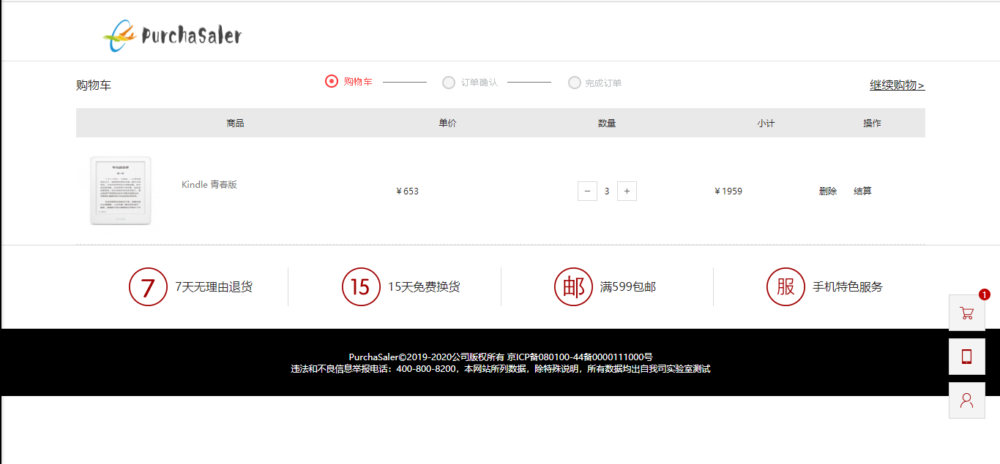 PurchaSaler
购物车
购物车
订单确认
完成订单
继续购物>
商品 单价 数量 小计 操作
Kindle 青春版
￥653
− 3 +
￥1959
删除 结算
7 7天无理由退货
15 15天免费换货
邮 满599包邮
服 手机特色服务
1
PurchaSaler©2019-2020公司版权所有 京ICP备080100-44备0000111000号
违法和不良信息举报电话：400-800-8200，本网站所列数据，除特殊说明，所有数据均出自我司实验室测试